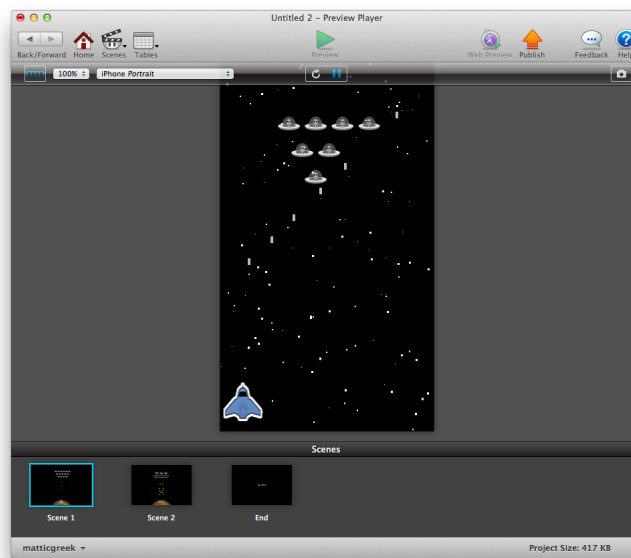 Untitled 2 – Preview Player
Back/Forward Home Scenes Tables Preview Web Preview Publish Feedback Help
100% iPhone Portrait
Scenes
Scene 1 Scene 2 End
matticgreek Project Size: 417 KB